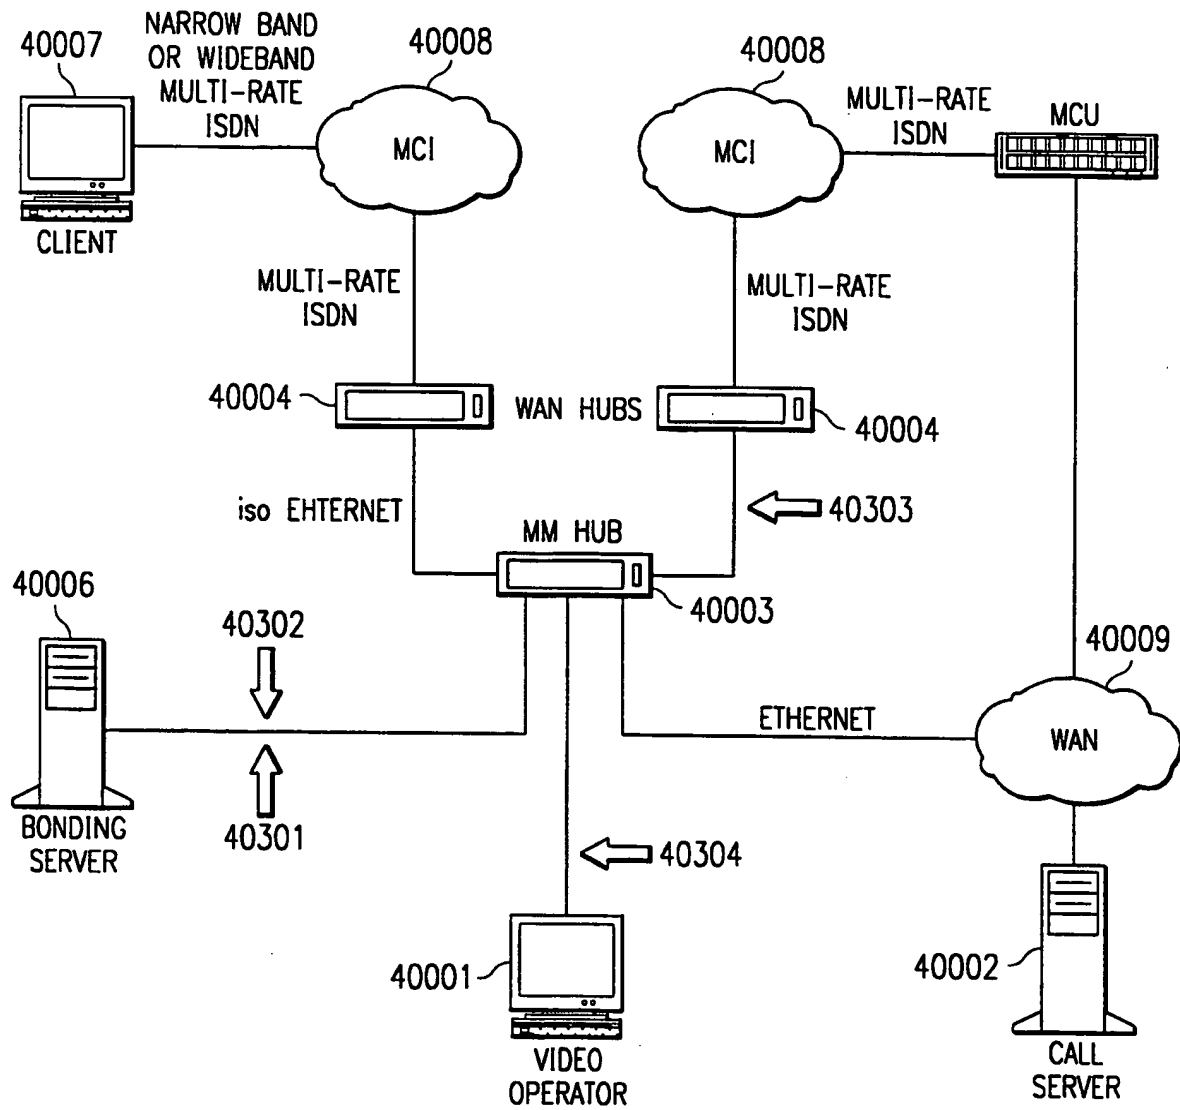 40007
NARROW BAND
OR WIDEBAND
MULTI-RATE
ISDN
40008
40008
MULTI-RATE
ISDN
MCU
MCI
MCI
CLIENT
MULTI-RATE
ISDN
MULTI-RATE
ISDN
40004
WAN HUBS
40004
iso EHTERNET
40303
MM HUB
40003
40006
40302
40009
ETHERNET
WAN
BONDING
SERVER
40301
40304
40001
40002
VIDEO
OPERATOR
CALL
SERVER